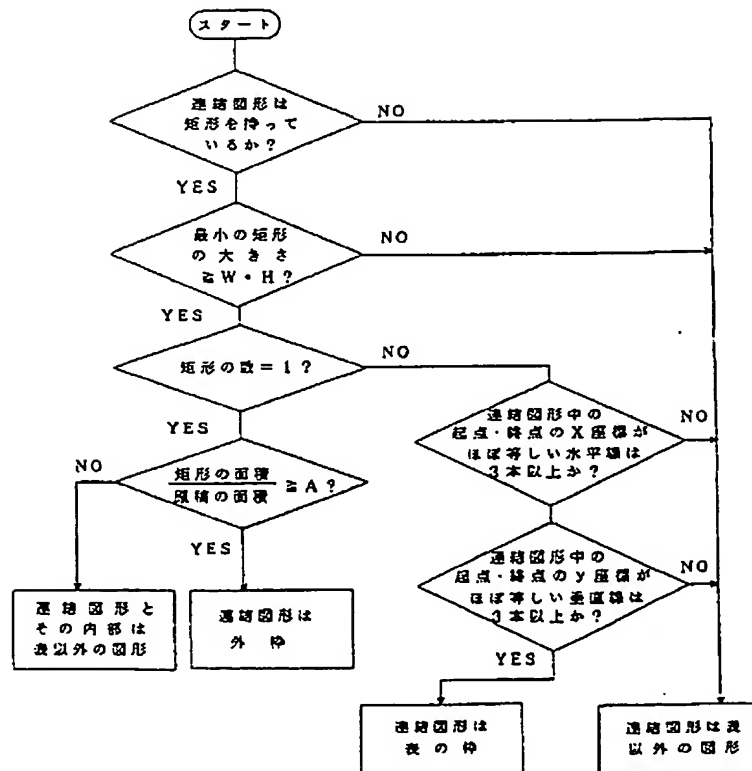 スタート
連結図形は
矩形を持って
いるか?
NO
YES
最小の矩形
の大きさ
≧W・H?
NO
YES
矩形の数=1?
NO
YES
連結図形中の
起点・終点のX座標が
ほぼ等しい水平線は
3本以上か?
NO
矩形の面積
原稿の面積
≧A?
NO
YES
連結図形中の
起点・終点のy座標が
ほぼ等しい垂直線は
3本以上か?
NO
YES
連結図形と
その内部は
表以外の図形
連結図形は
外枠
連結図形は
表の枠
連結図形は表
以外の図形